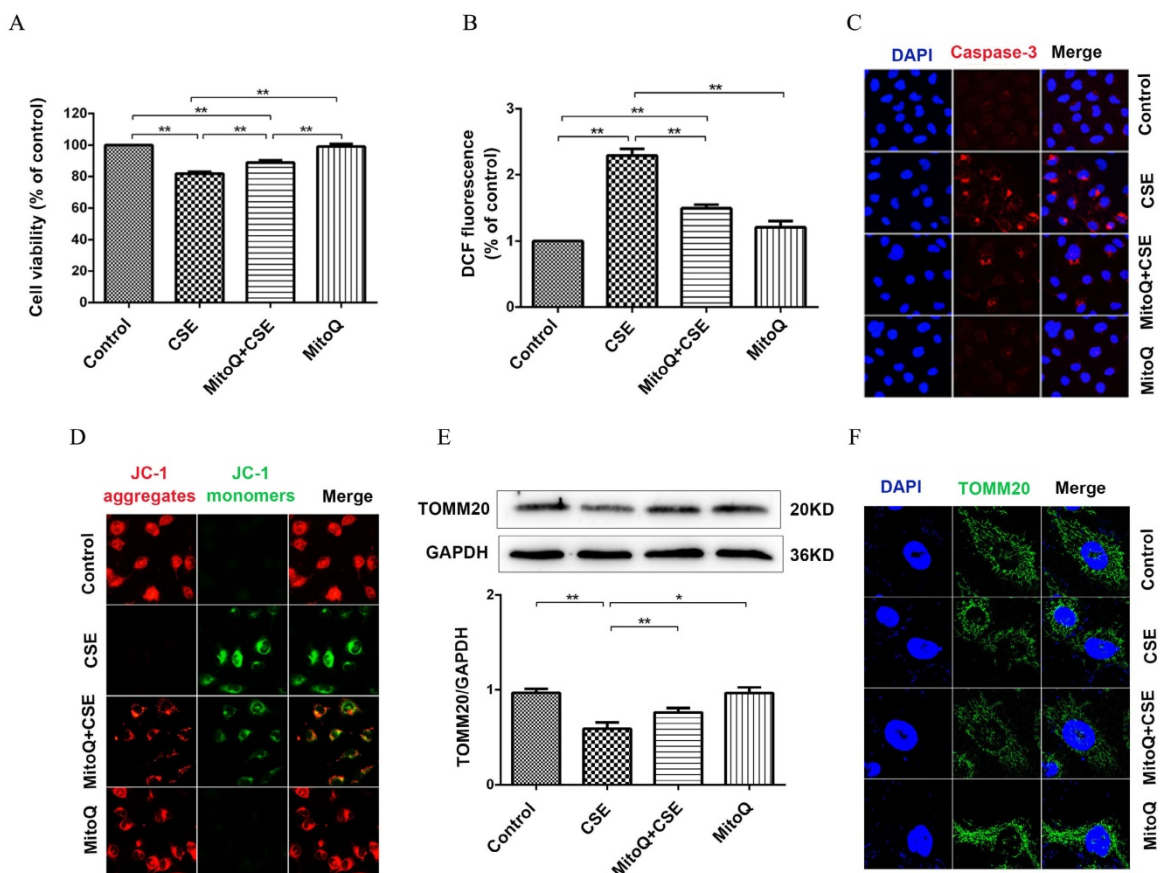 A
Cell viability (% of control)
120
100
80
60
40
20
0
**
**
** ** **
Control
CSE
MitoQ+CSE
MitoQ
B
DCF fluorescence
(% of control)
3
2
1
0
**
**
** **
Control
CSE
MitoQ+CSE
MitoQ
C
DAPI Caspase-3 Merge
Control
CSE
MitoQ+CSE
MitoQ
D
JC-1
aggregates
JC-1
monomers
Merge
Control
CSE
MitoQ+CSE
MitoQ
E
TOMM20 20KD
GAPDH 36KD
TOMM20/GAPDH
2
1
0
** *
**
Control
CSE
MitoQ+CSE
MitoQ
F
DAPI TOMM20 Merge
Control
CSE
MitoQ+CSE
MitoQ